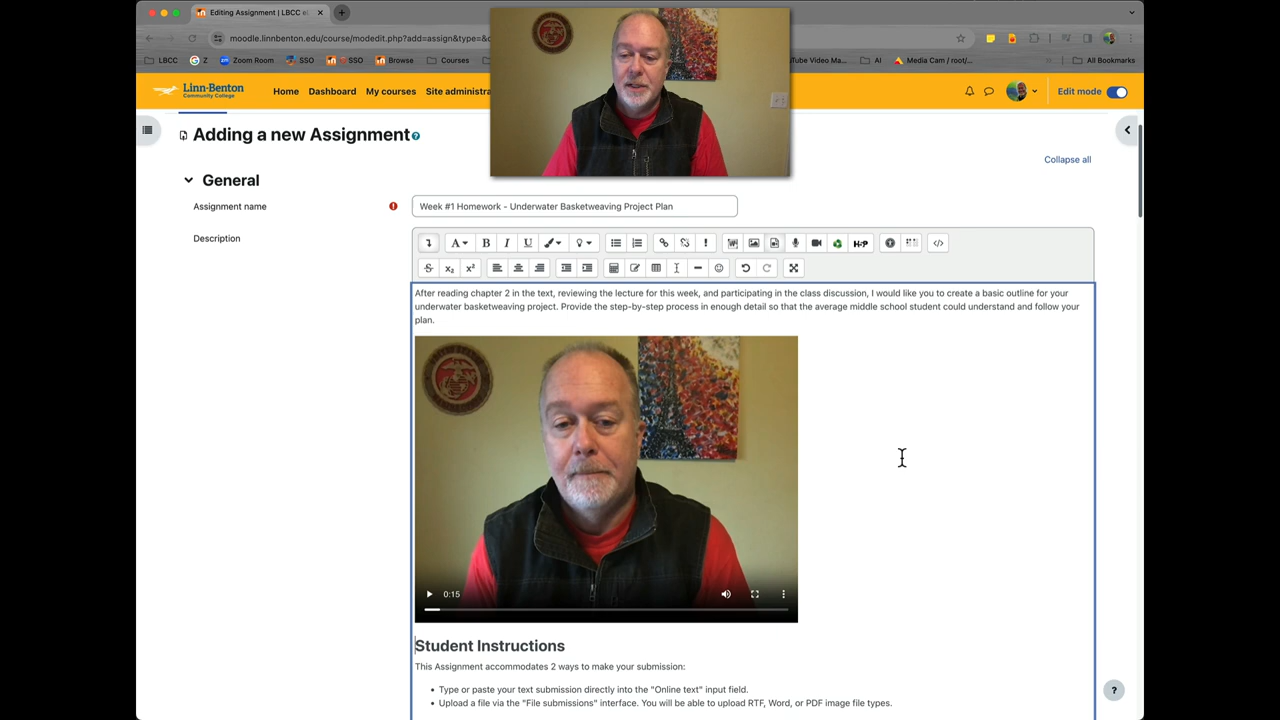 Editing Assignment | LBCC el
moodle.linnbenton.edu/course/modedit.php?add=assign&type=&c
LBCC Z Zoom Room SSO SSO Browse Courses uTube Video Ma... AI Media Cam / root/... All Bookmarks
Linn-Benton
Community College
Home Dashboard My courses Site administra Edit mode
Adding a new Assignment
Collapse all
General
Assignment name Week #1 Homework - Underwater Basketweaving Project Plan
Description
A B I U H-P </>
S x₂ x²
After reading chapter 2 in the text, reviewing the lecture for this week, and participating in the class discussion, I would like you to create a basic outline for your
underwater basketweaving project. Provide the step-by-step process in enough detail so that the average middle school student could understand and follow your
plan.
0:15
Student Instructions
This Assignment accommodates 2 ways to make your submission:
• Type or paste your text submission directly into the "Online text" input field.
• Upload a file via the "File submissions" interface. You will be able to upload RTF, Word, or PDF image file types.